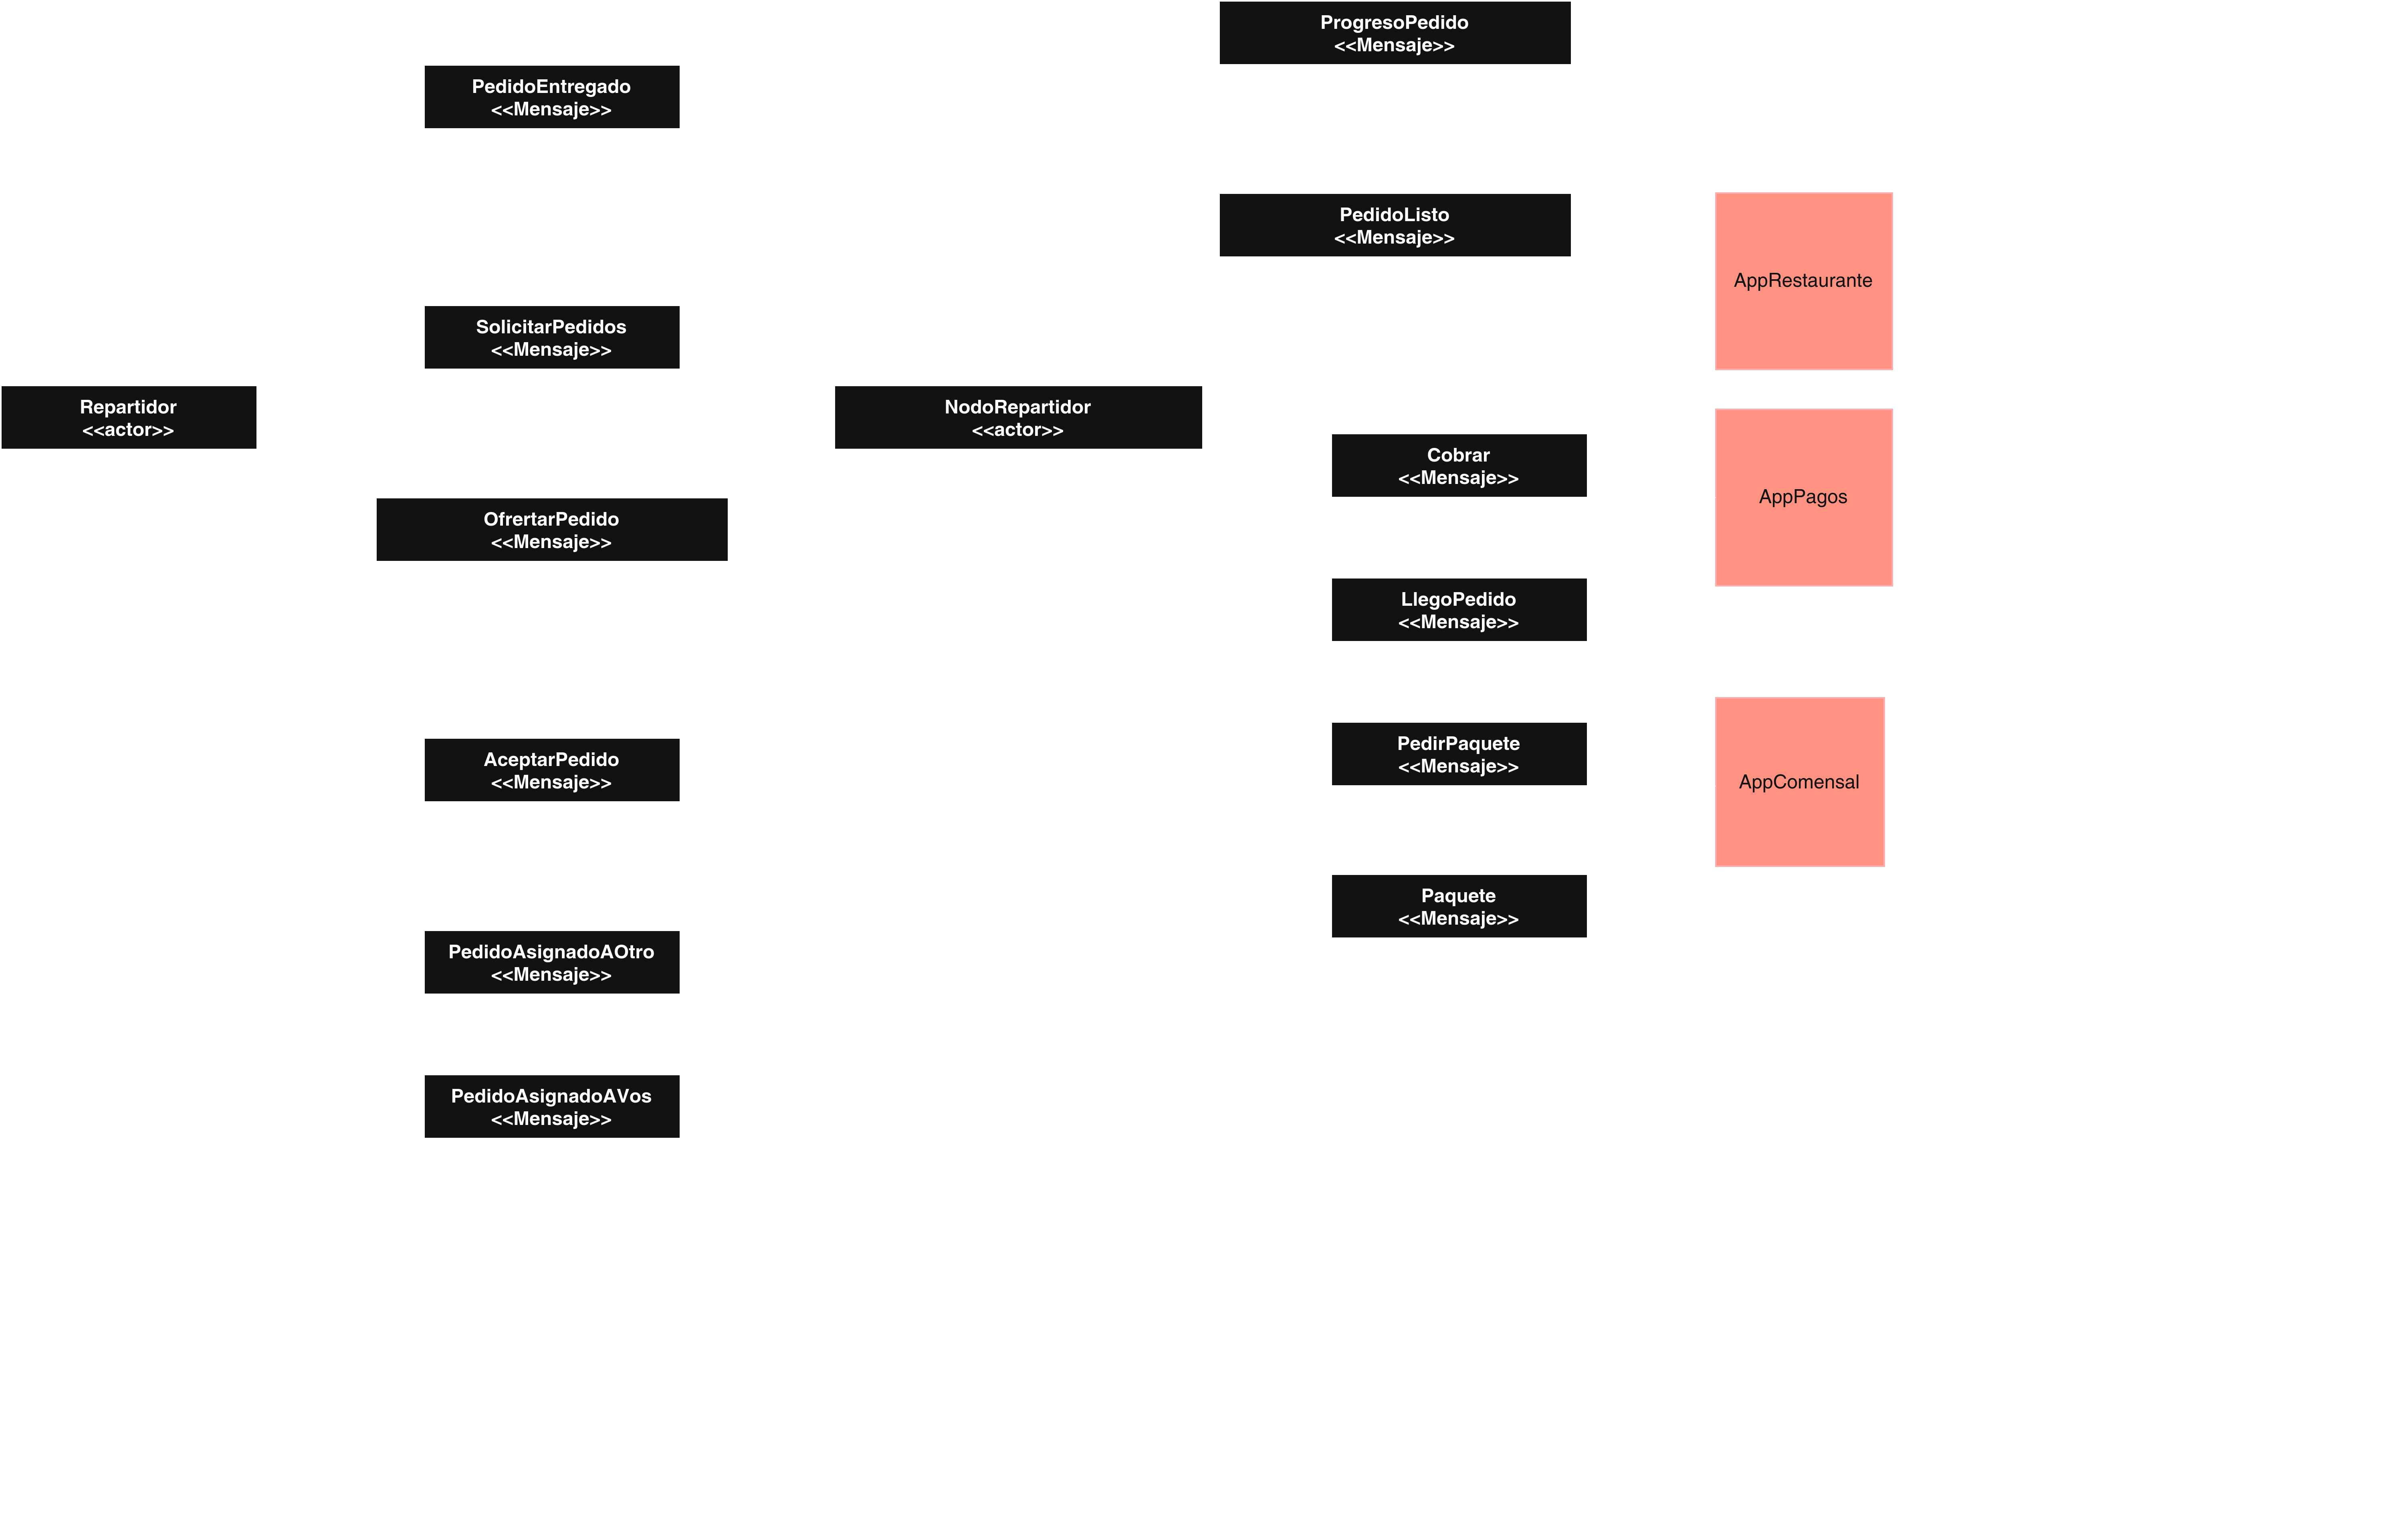 ProgresoPedido
<<Mensaje>>
PedidoEntregado
<<Mensaje>>
PedidoListo
<<Mensaje>>
AppRestaurante
SolicitarPedidos
<<Mensaje>>
Repartidor
<<actor>>
NodoRepartidor
<<actor>>
Cobrar
<<Mensaje>>
AppPagos
OfrertarPedido
<<Mensaje>>
LlegoPedido
<<Mensaje>>
PedirPaquete
<<Mensaje>>
AceptarPedido
<<Mensaje>>
AppComensal
Paquete
<<Mensaje>>
PedidoAsignadoAOtro
<<Mensaje>>
PedidoAsignadoAVos
<<Mensaje>>